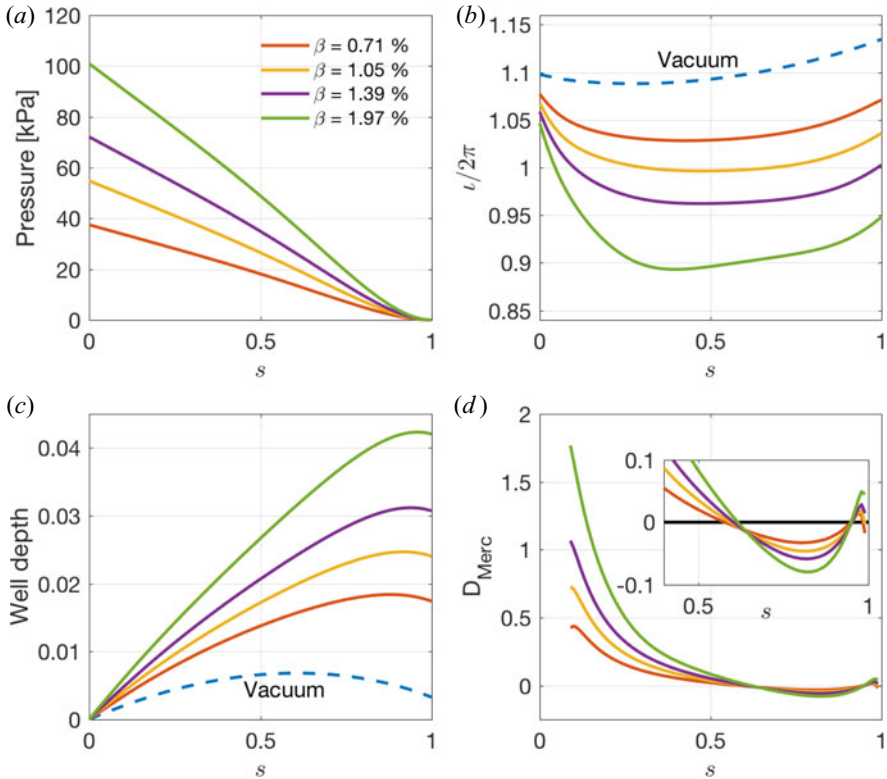 (a)
120
100
80
60
40
20
0
Pressure [kPa]
β = 0.71 %
β = 1.05 %
β = 1.39 %
β = 1.97 %
0
0.5
1
s
(b)
1.15
1.1
1.05
1
0.95
0.9
0.85
ι/2π
Vacuum
0
0.5
1
s
(c)
0.04
0.03
0.02
0.01
0
Well depth
Vacuum
0
0.5
1
s
(d)
2
1.5
1
0.5
0
D_Merc
0.1
0
-0.1
0.5
1
s
0
0.5
1
s